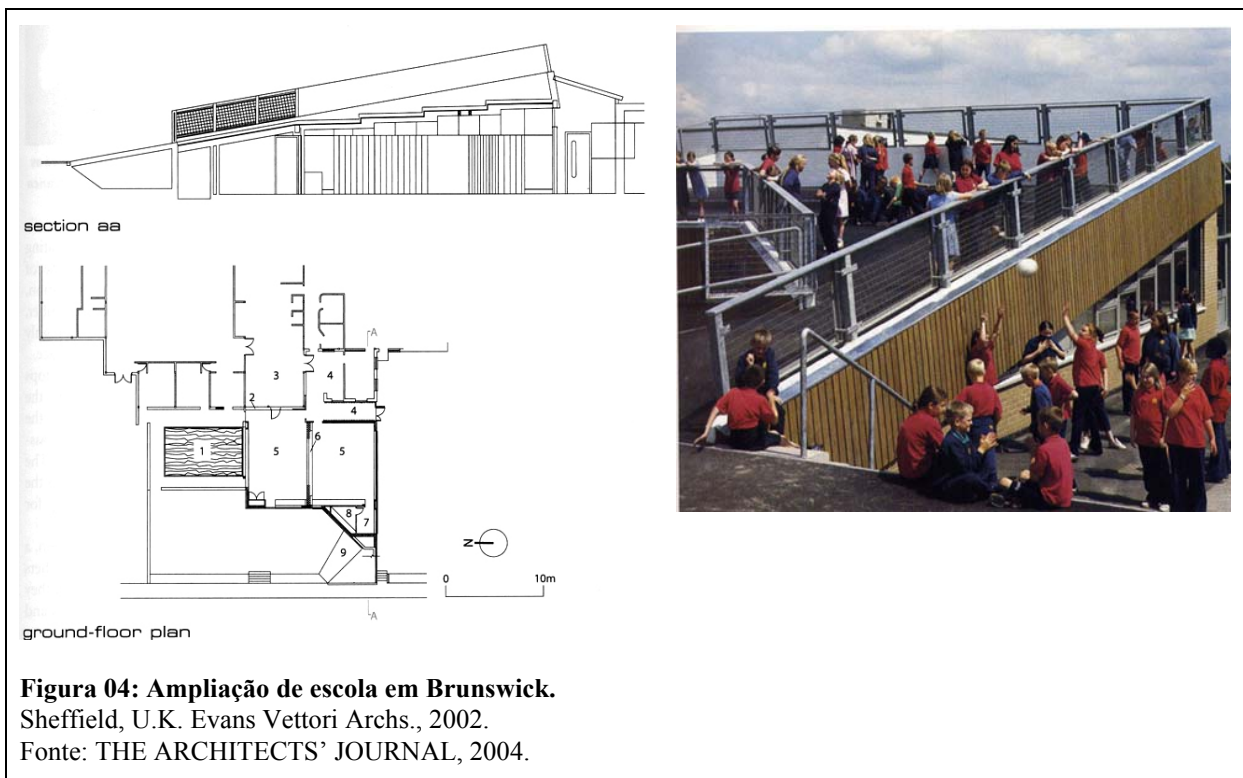 section aa
A
3
4
2
4
6
1
5
5
8
7
9
N
0
10m
A
ground-floor plan
Figura 04: Ampliação de escola em Brunswick.
Sheffield, U.K. Evans Vettori Archs., 2002.
Fonte: THE ARCHITECTS’ JOURNAL, 2004.